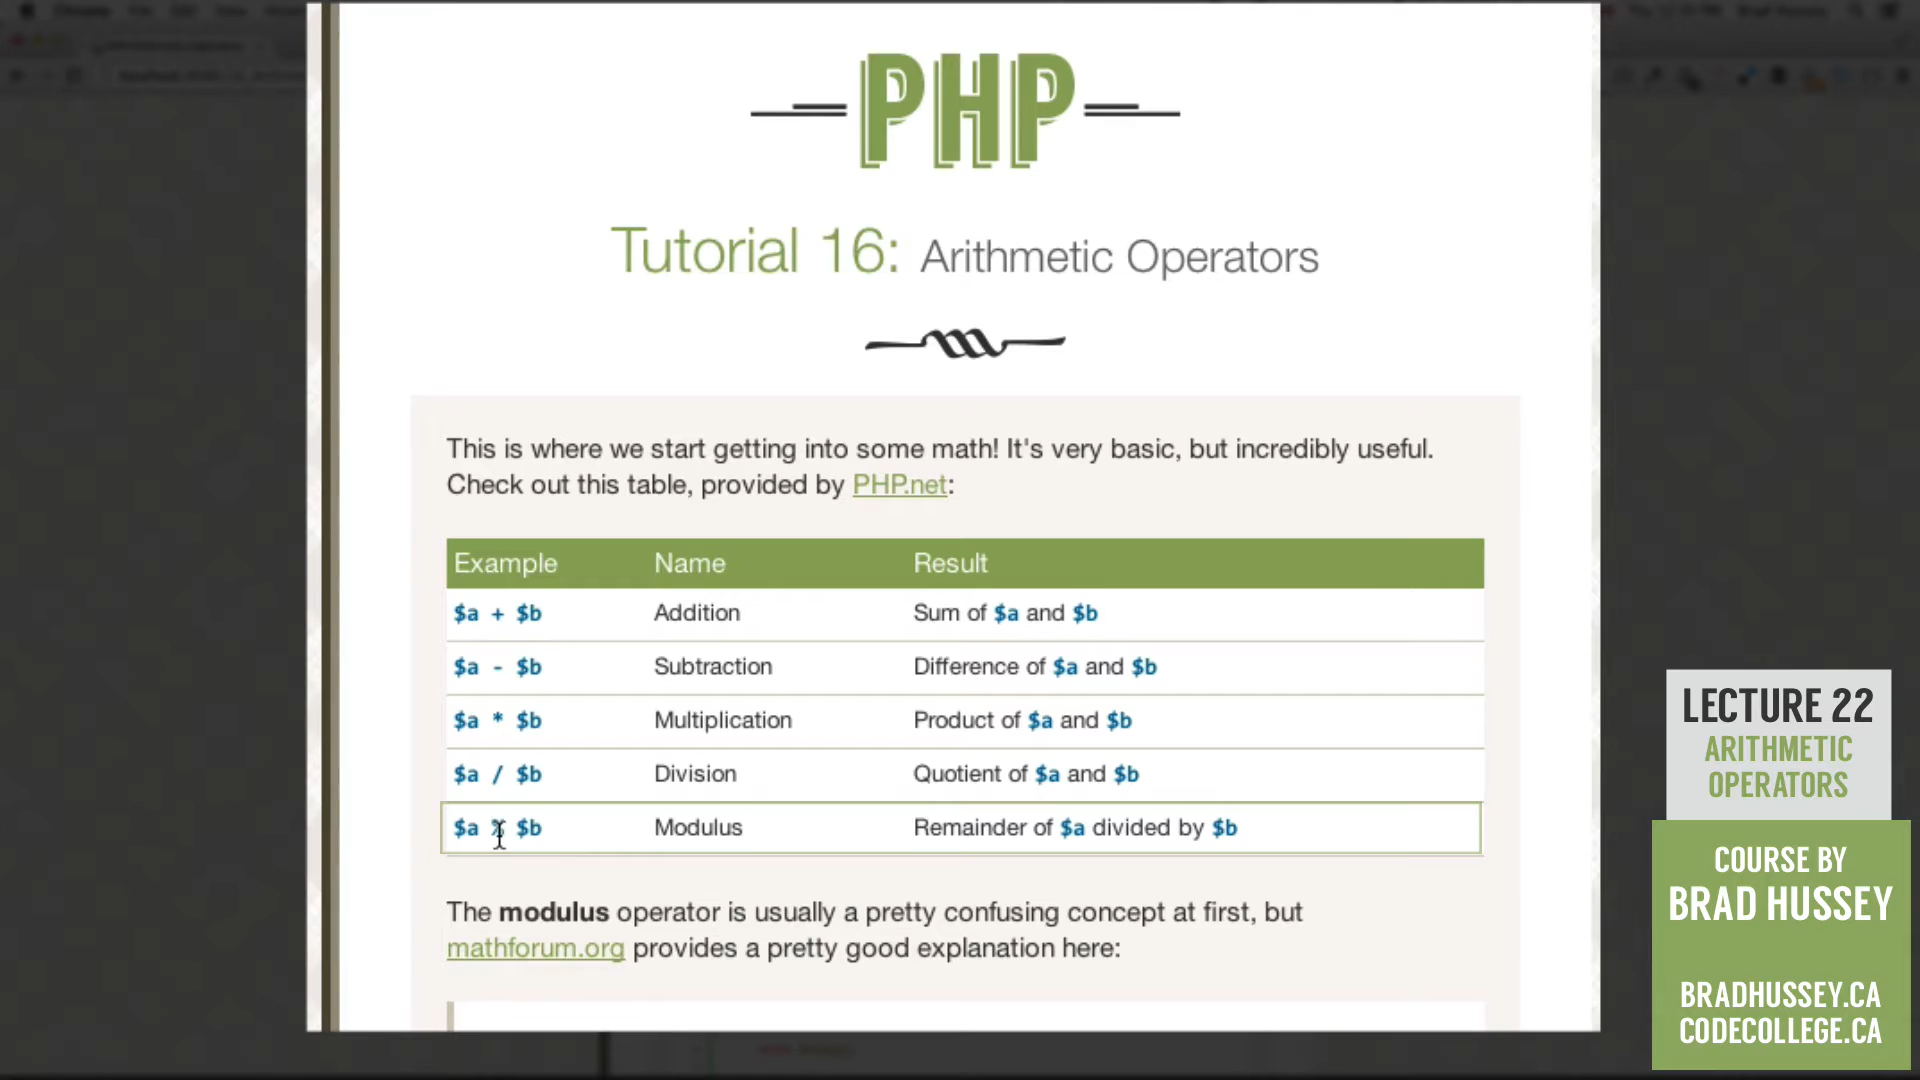 PHP
Tutorial 16: Arithmetic Operators
This is where we start getting into some math! It's very basic, but incredibly useful.
Check out this table, provided by PHP.net:
Example Name Result
$a + $b Addition Sum of $a and $b
$a - $b Subtraction Difference of $a and $b
$a * $b Multiplication Product of $a and $b
$a / $b Division Quotient of $a and $b
$a % $b Modulus Remainder of $a divided by $b
The modulus operator is usually a pretty confusing concept at first, but
mathforum.org provides a pretty good explanation here:
LECTURE 22
ARITHMETIC
OPERATORS
COURSE BY
BRAD HUSSEY
BRADHUSSEY.CA
CODECOLLEGE.CA